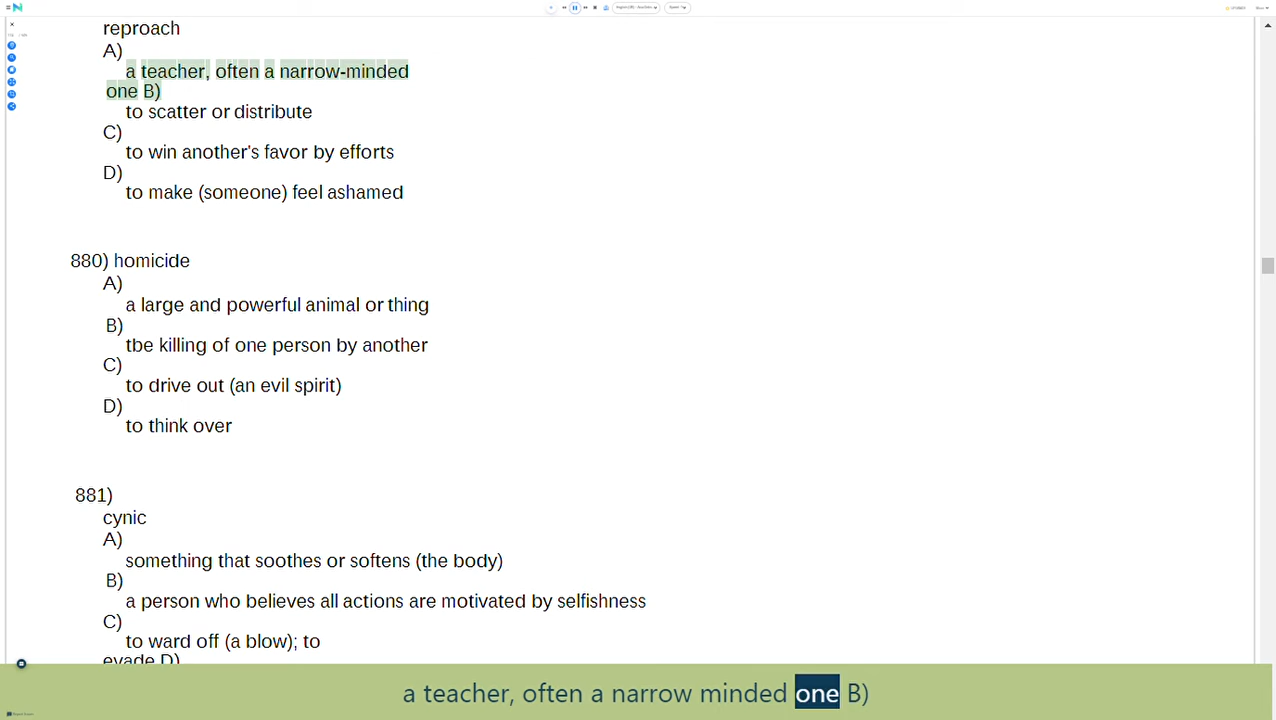 reproach
A)
a teacher, often a narrow-minded
one B)
to scatter or distribute
C)
to win another's favor by efforts
D)
to make (someone) feel ashamed
880) homicide
A)
a large and powerful animal or thing
B)
tbe killing of one person by another
C)
to drive out (an evil spirit)
D)
to think over
881)
cynic
A)
something that soothes or softens (the body)
B)
a person who believes all actions are motivated by selfishness
C)
to ward off (a blow); to
evade D)
a teacher, often a narrow minded one B)